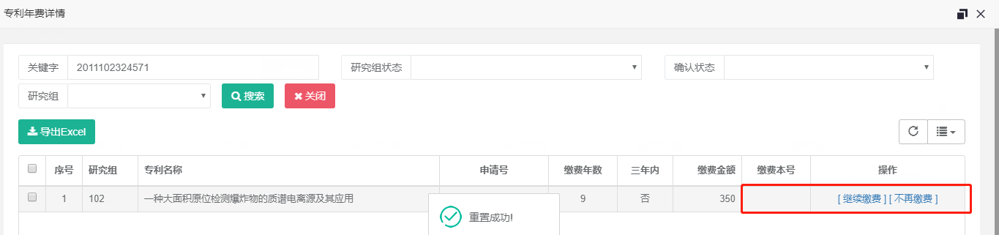 专利年费详情
关键字 2011102324571 研究组状态 确认状态
研究组 搜索 关闭
导出Excel
序号 研究组 专利名称 申请号 缴费年数 三年内 缴费金额 缴费本号 操作
1 102 一种大面积原位检测爆炸物的质谱电离源及其应用 9 否 350 [ 继续缴费 ] [ 不再缴费 ]
重置成功!